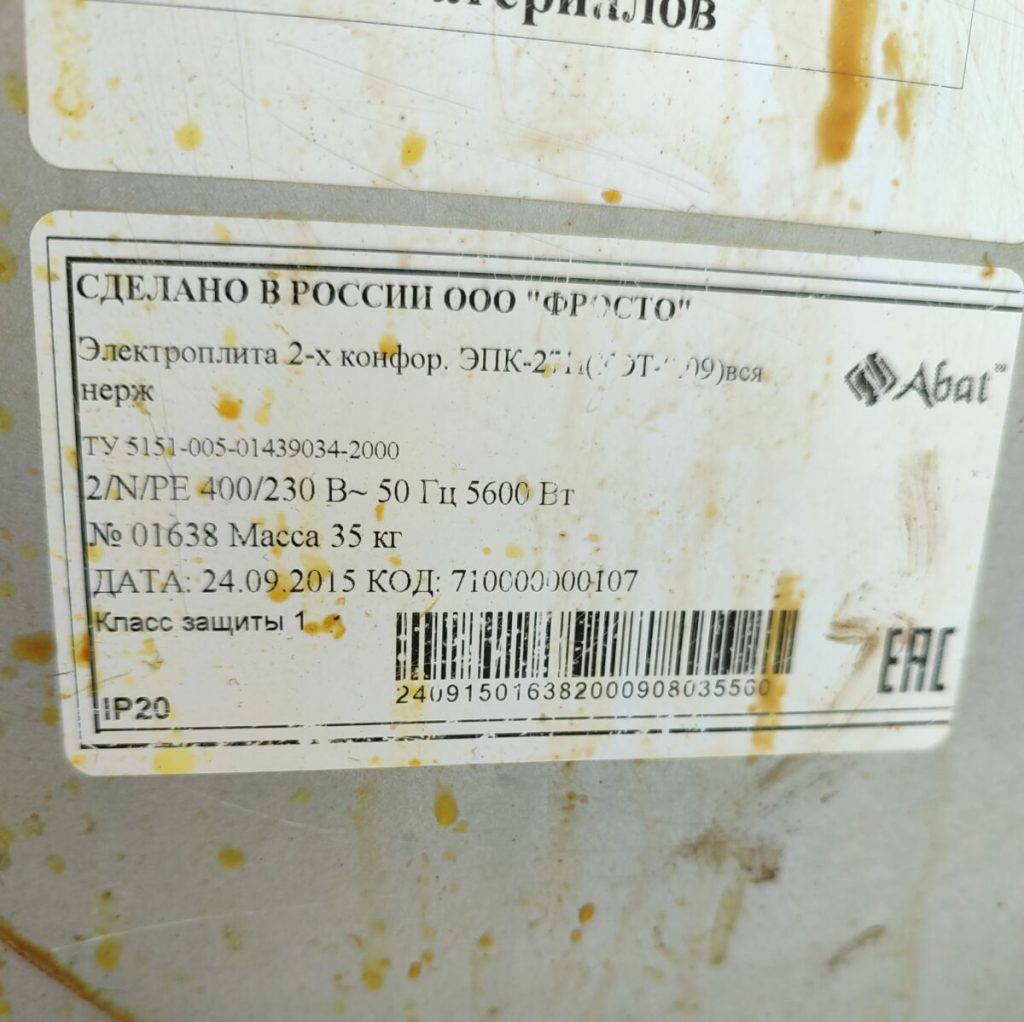 СДЕЛАНО В РОССИИ ООО "ФРОСТО"
Электроплита 2-х конфор.
вся
нерж
Abat™
ТУ 5151-005-01439034-2000
2/N/PE 400/230 В~ 50 Гц 5600 Вт
№ 01638 Масса 35 кг
ДАТА: 24.09.2015 КОД: 710000000107
Класс защиты 1
240915016382000908035560
EAC
IP20